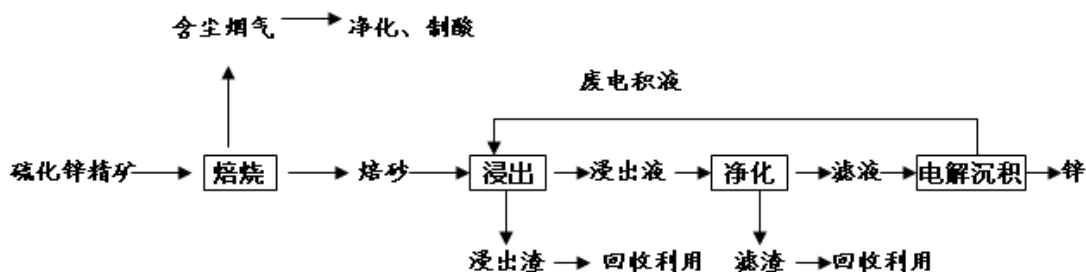 含尘烟气 净化、制酸
废电积液
硫化锌精矿 焙烧 焙砂 浸出 浸出液 净化 滤液 电解沉积 锌
浸出渣 回收利用 滤渣 回收利用